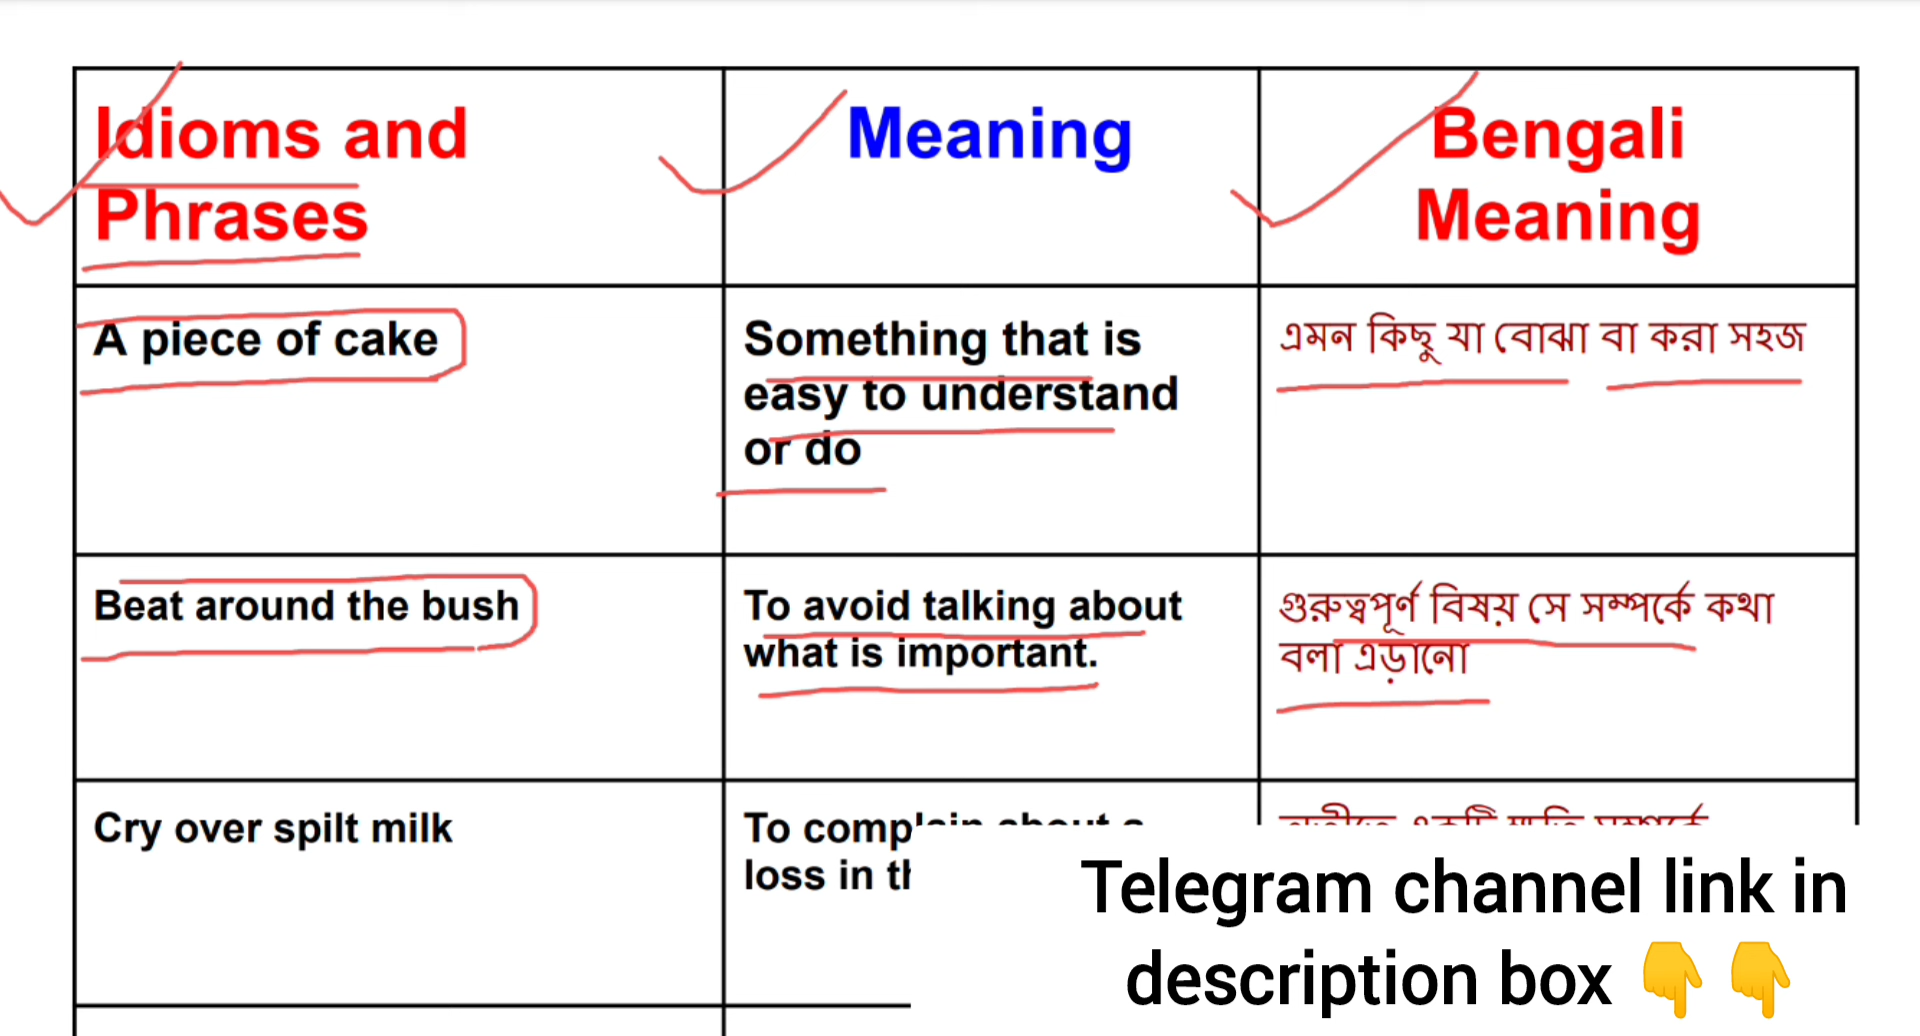 Idioms and
Phrases
Meaning
Bengali
Meaning
A piece of cake
Something that is
easy to understand
or do
এমন কিছু যা বোঝা বা করা সহজ
Beat around the bush
To avoid talking about
what is important.
গুরুত্বপূর্ণ বিষয় সে সম্পর্কে কথা
বলা এড়ানো
Cry over spilt milk
To complain about a
loss in
Telegram channel link in
description box 👇👇